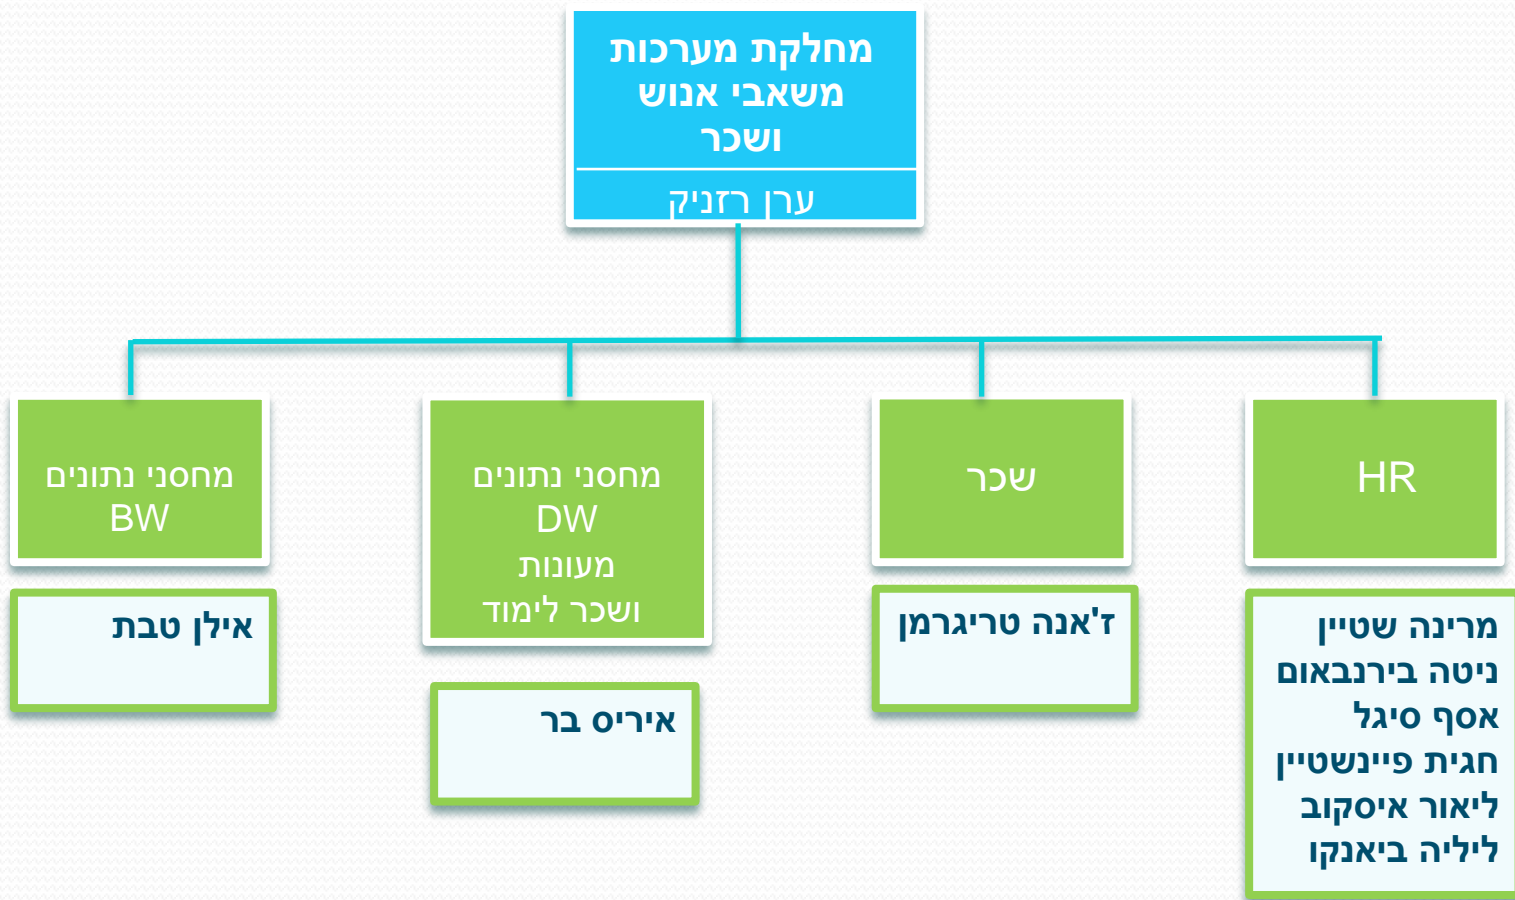 מחלקת מערכות
משאבי אנוש
ושכר
ערן רזניק
HR
מרינה שטיין
ניטה בירנבאום
אסף סיגל
חגית פיינשטיין
ליאור איסקוב
ליליה ביאנקו
שכר
ז'אנה טריגרמן
מחסני נתונים
DW
מעונות
ושכר לימוד
איריס בר
מחסני נתונים
BW
אילן טבת